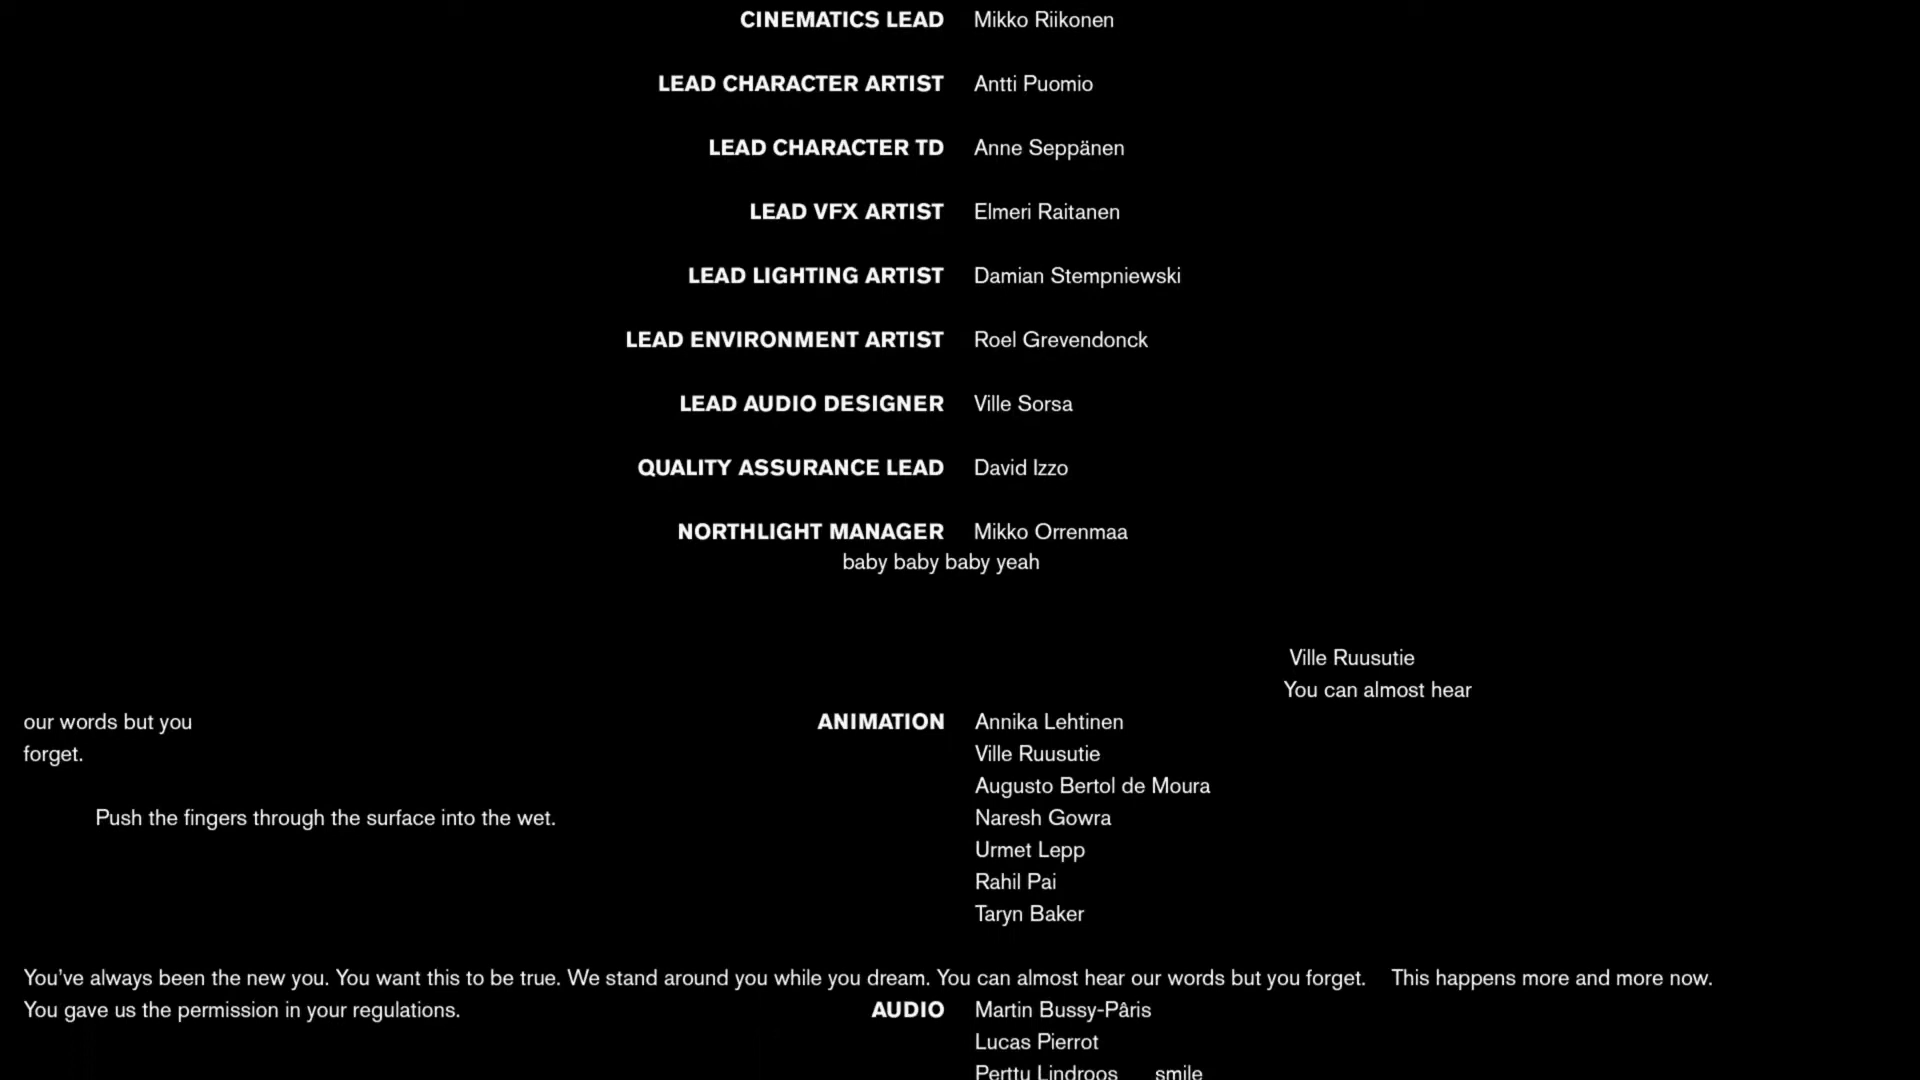 CINEMATICS LEAD Mikko Riikonen
LEAD CHARACTER ARTIST Antti Puomio
LEAD CHARACTER TD Anne Seppänen
LEAD VFX ARTIST Elmeri Raitanen
LEAD LIGHTING ARTIST Damian Stempniewski
LEAD ENVIRONMENT ARTIST Roel Grevendonck
LEAD AUDIO DESIGNER Ville Sorsa
QUALITY ASSURANCE LEAD David Izzo
NORTHLIGHT MANAGER Mikko Orrenmaa
baby baby baby yeah
Ville Ruusutie
You can almost hear
our words but you ANIMATION Annika Lehtinen
forget. Ville Ruusutie
Augusto Bertol de Moura
Push the fingers through the surface into the wet. Naresh Gowra
Urmet Lepp
Rahil Pai
Taryn Baker
You've always been the new you. You want this to be true. We stand around you while you dream. You can almost hear our words but you forget. This happens more and more now.
You gave us the permission in your regulations. AUDIO Martin Bussy-Pâris
Lucas Pierrot
Perttu Lindroos smile